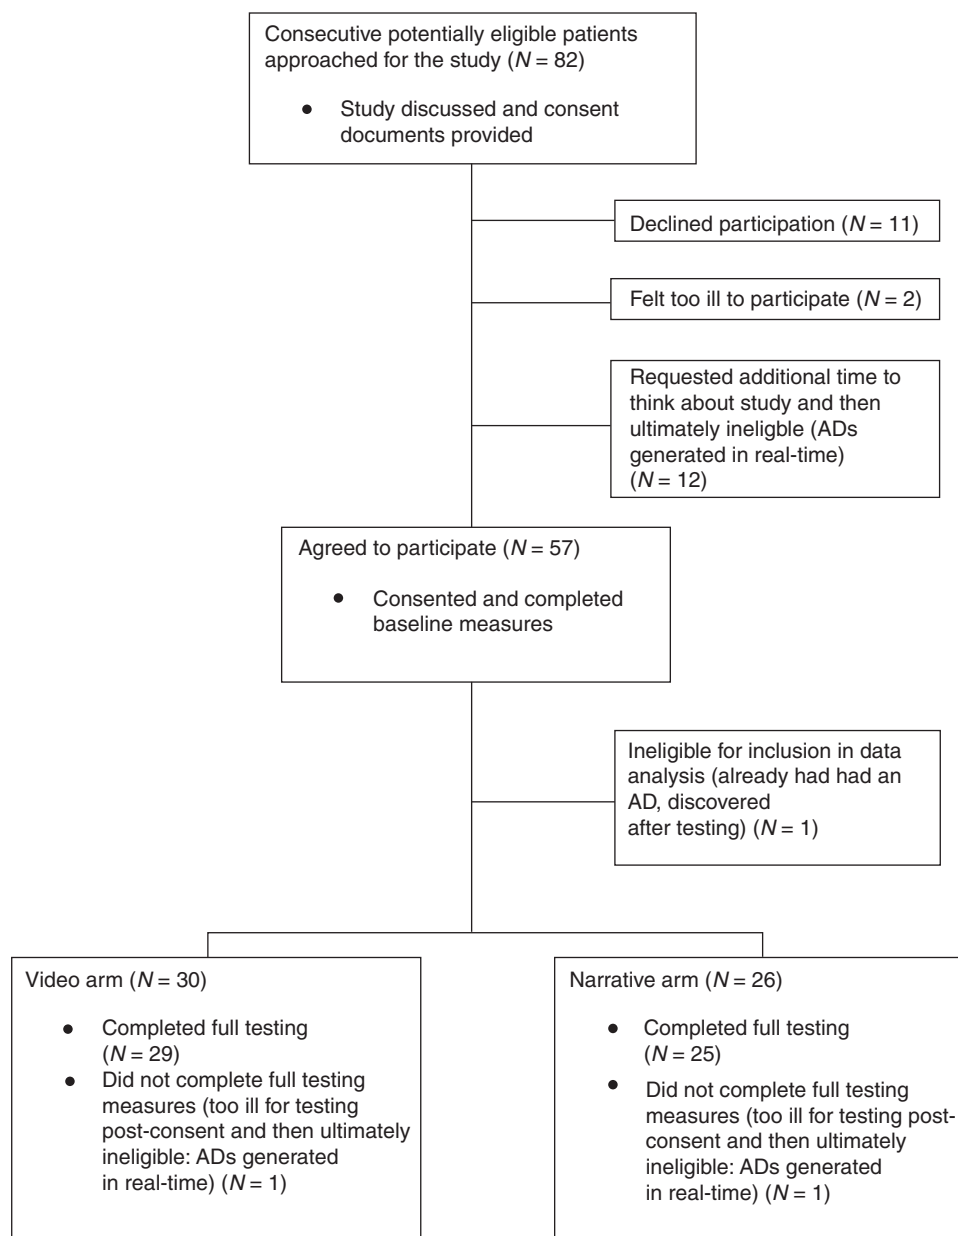 Consecutive potentially eligible patients
approached for the study (N = 82)
• Study discussed and consent
documents provided
Declined participation (N = 11)
Felt too ill to participate (N = 2)
Requested additional time to
think about study and then
ultimately ineligble (ADs
generated in real-time)
(N = 12)
Agreed to participate (N = 57)
• Consented and completed
baseline measures
Ineligible for inclusion in data
analysis (already had had an
AD, discovered
after testing) (N = 1)
Video arm (N = 30)
• Completed full testing
(N = 29)
• Did not complete full testing
measures (too ill for testing
post-consent and then ultimately
ineligible: ADs generated
in real-time) (N = 1)
Narrative arm (N = 26)
• Completed full testing
(N = 25)
• Did not complete full testing
measures (too ill for testing post-
consent and then ultimately
ineligible: ADs generated
in real-time) (N = 1)